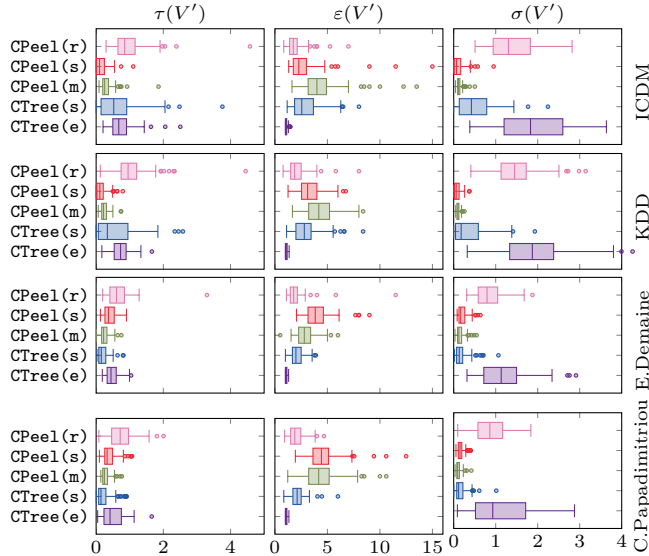 τ(V′) ε(V′) σ(V′)
CPeel(r)
CPeel(s)
CPeel(m)
CTree(s)
CTree(e)
ICDM
CPeel(r)
CPeel(s)
CPeel(m)
CTree(s)
CTree(e)
KDD
CPeel(r)
CPeel(s)
CPeel(m)
CTree(s)
CTree(e)
E.Demaine
CPeel(r)
CPeel(s)
CPeel(m)
CTree(s)
CTree(e)
C.Papadimitriou
0 2 4 0 5 10 15 0 1 2 3 4